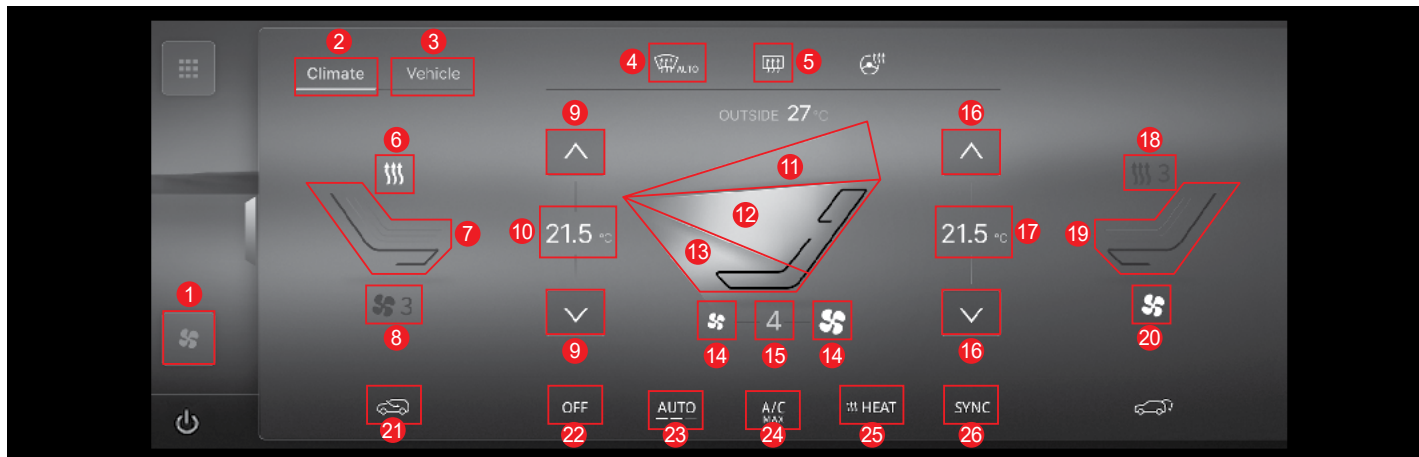 2 3
Climate Vehicle
4 AUTO 5
OUTSIDE 27 °C
9 16
6 18
3
11
12
7 10 21.5 °C 21.5 °C 17 19
13
1 3 4 20
8 14 15 14
9 16
OFF AUTO A/C MAX HEAT SYNC
21 22 23 24 25 26